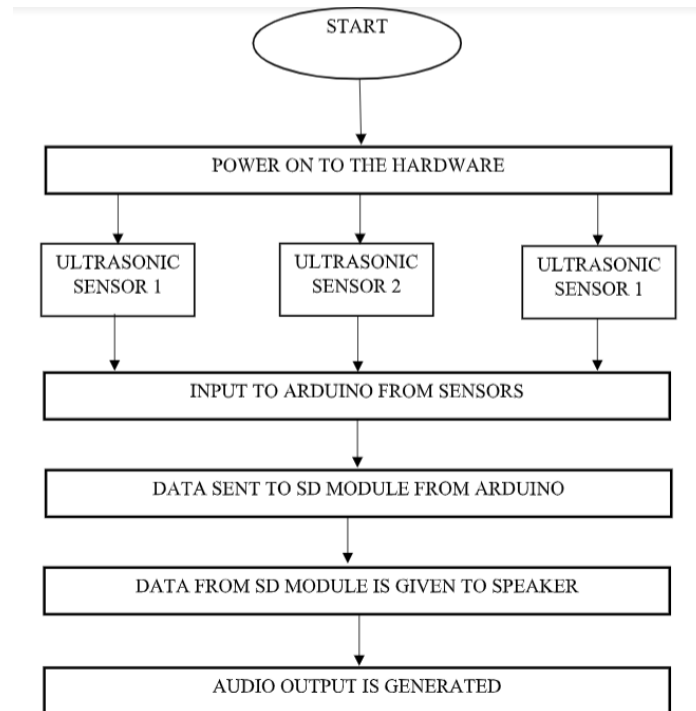 START
POWER ON TO THE HARDWARE
ULTRASONIC
SENSOR 1
ULTRASONIC
SENSOR 2
ULTRASONIC
SENSOR 1
INPUT TO ARDUINO FROM SENSORS
DATA SENT TO SD MODULE FROM ARDUINO
DATA FROM SD MODULE IS GIVEN TO SPEAKER
AUDIO OUTPUT IS GENERATED